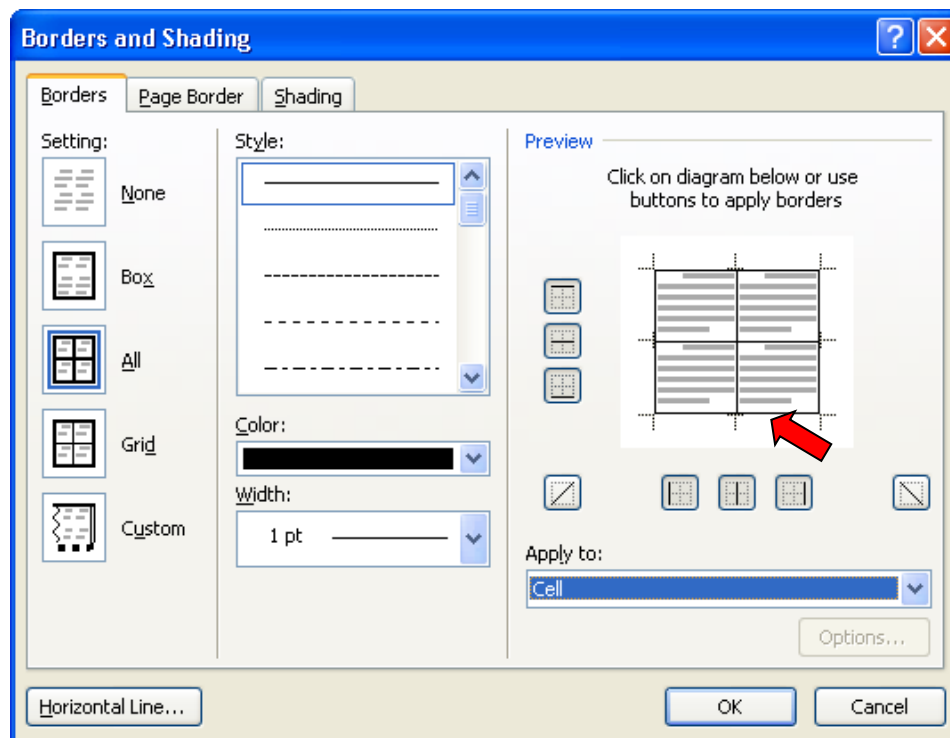 Borders and Shading
Borders
Page Border
Shading
Setting:
None
Box
All
Grid
Custom
Style:
Color:
Width:
1 pt
Preview
Click on diagram below or use
buttons to apply borders
Apply to:
Cell
Options...
Horizontal Line...
OK
Cancel